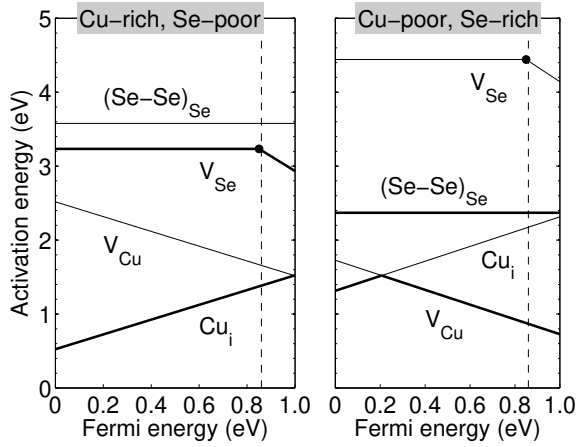 Cu−rich, Se−poor
Cu−poor, Se−rich
Activation energy (eV)
5
4
3
2
1
0
(Se−Se)Se
VSe
VCu
Cui
VSe
(Se−Se)Se
Cui
VCu
0 0.2 0.4 0.6 0.8 1.0
0 0.2 0.4 0.6 0.8 1.0
Fermi energy (eV)
Fermi energy (eV)